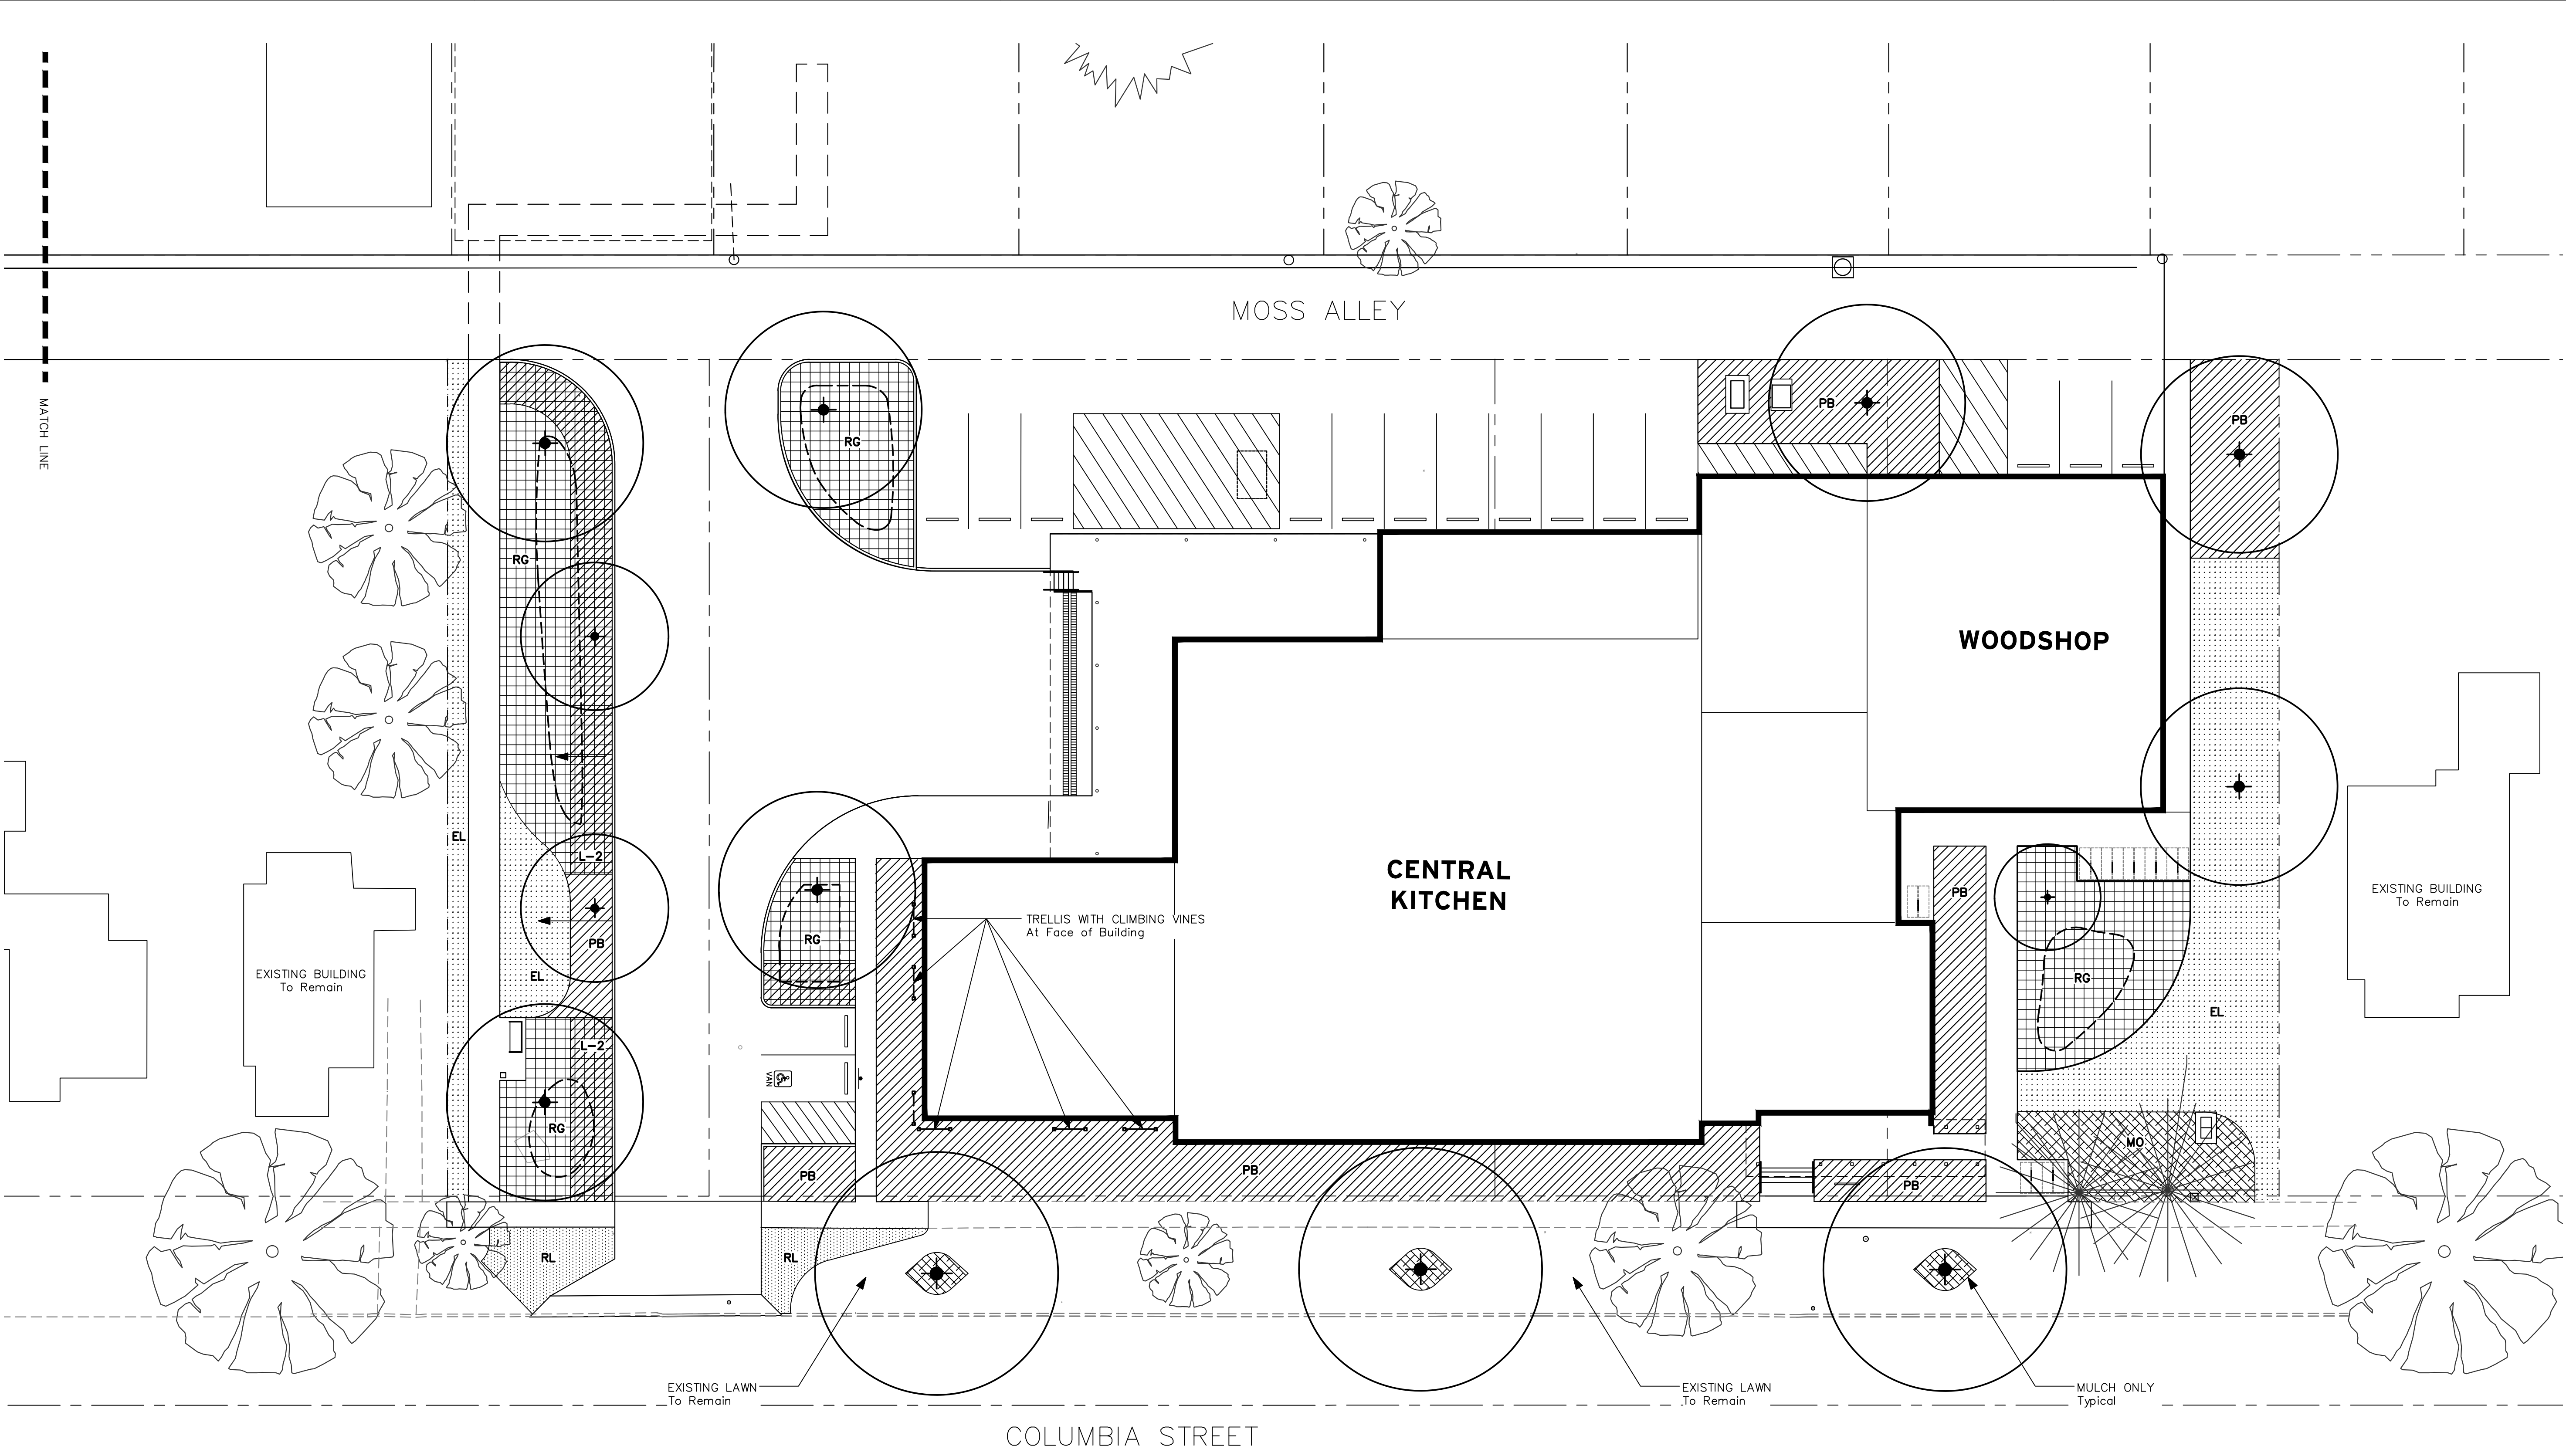 MOSS ALLEY
MATCH LINE
RG
PB
PB
RG
WOODSHOP
EL
L-2
CENTRAL
KITCHEN
PB
EXISTING BUILDING
To Remain
TRELLIS WITH CLIMBING VINES
At Face of Building
RG
PB
EXISTING BUILDING
To Remain
EL
RG
EL
L-2
VAN
RG
MO
PB
PB
PB
RL
RL
EXISTING LAWN
To Remain
EXISTING LAWN
To Remain
MULCH ONLY
Typical
COLUMBIA STREET